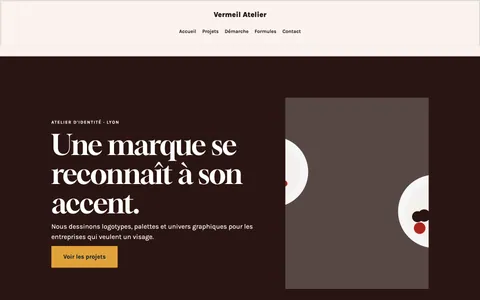 Vermeil Atelier
Accueil Projets Démarche Formules Contact
ATELIER D'IDENTITÉ - LYON
Une marque se
reconnaît à son
accent.
Nous dessinons logotypes, palettes et univers graphiques pour les
entreprises qui veulent un visage.
Voir les projets